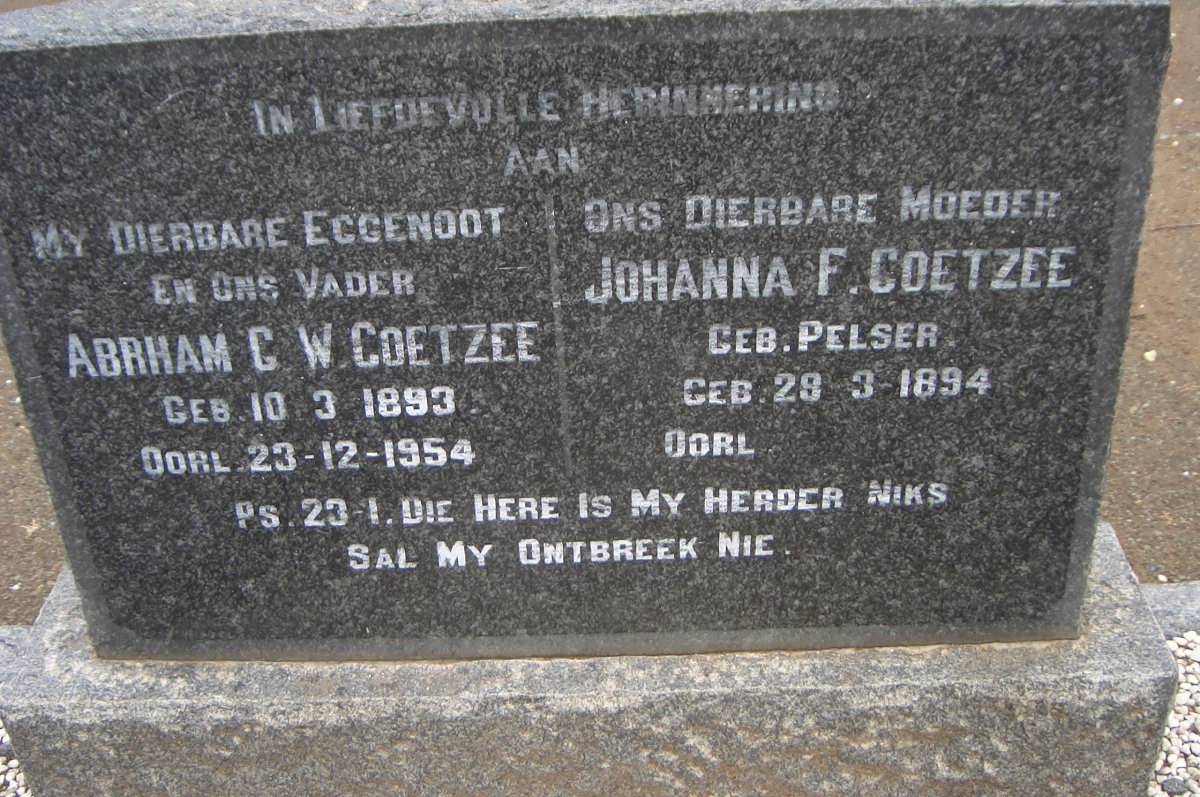 IN LIEFDEVOLLE HERINNERING
AAN
MY DIERBARE EGGENOOT
EN ONS VADER
ABRHAM C W. COETZEE
GEB. 10 3 1893.
OORL. 23-12-1954
ONS DIERBARE MOEDER
JOHANNA F. COETZEE
GEB. PELSER.
GEB. 28 3-1894
OORL.
PS. 23-1. DIE HERE IS MY HERDER NIKS
SAL MY ONTBREEK NIE.